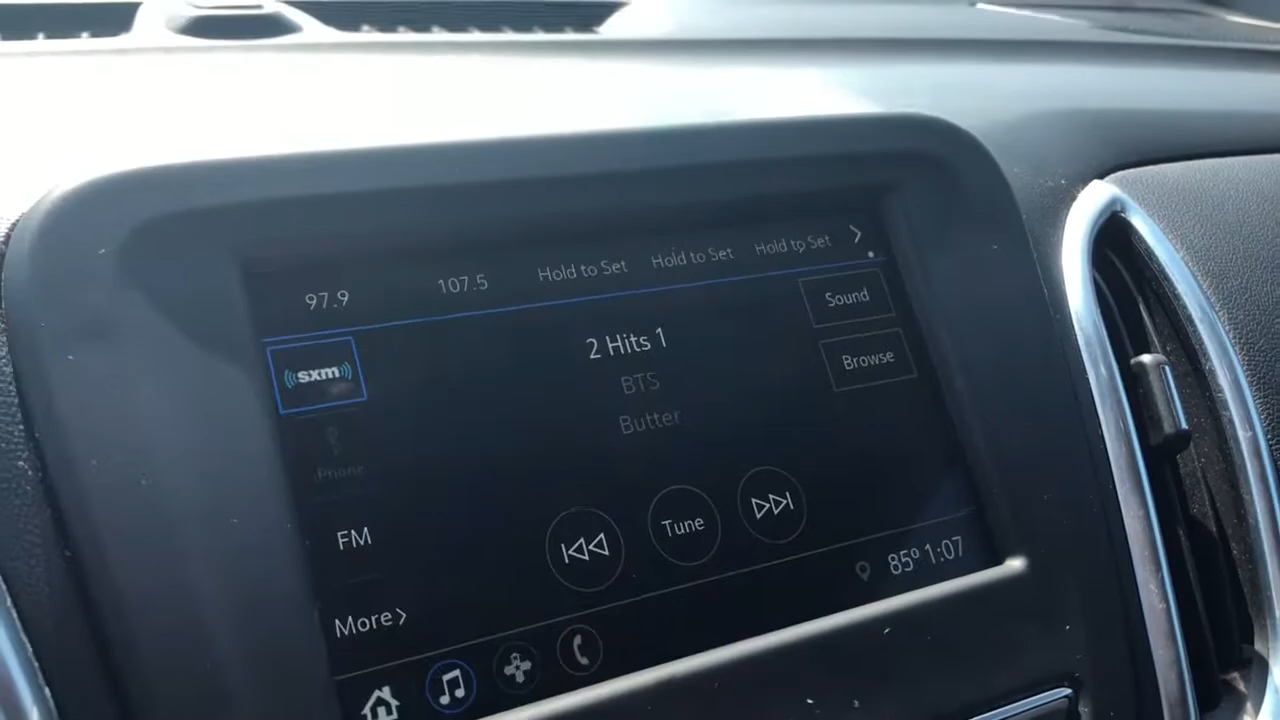 97.9
107.5
Hold to Set
Hold to Set
Hold to Set
sxm
2 Hits 1
BTS
Butter
Sound
Browse
Phone
FM
Tune
More
85° 1:07